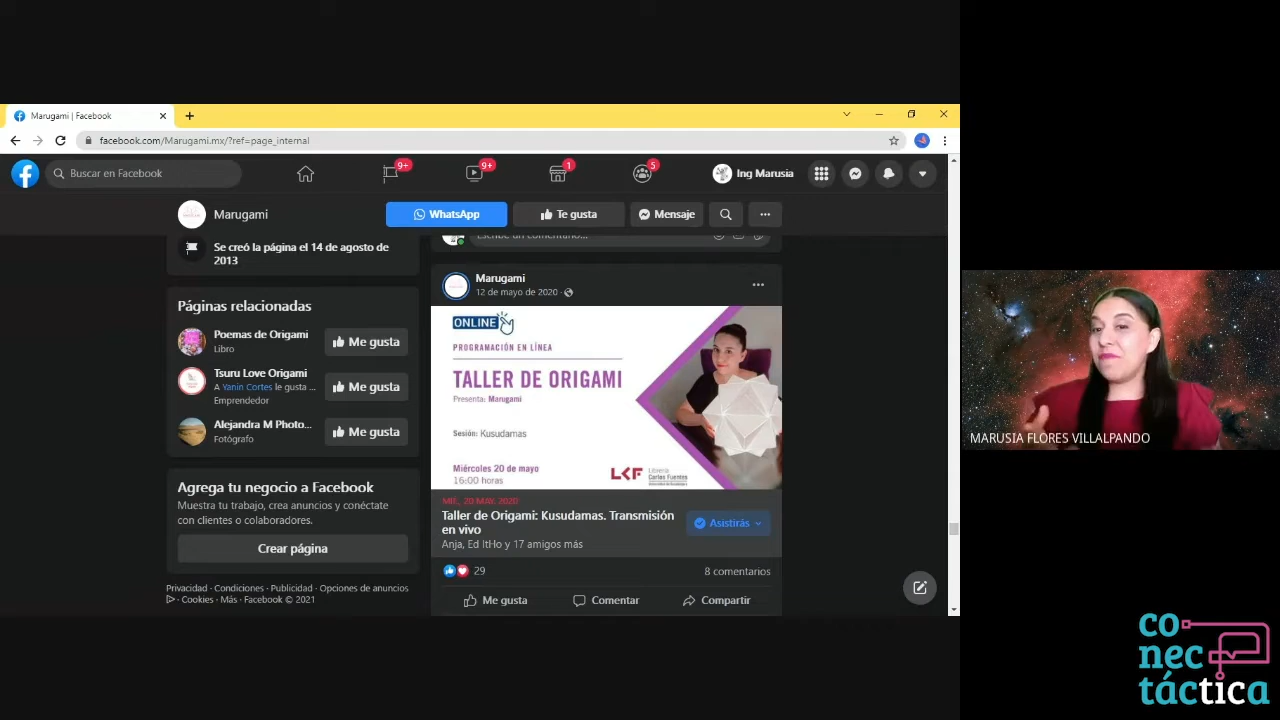 Marugami | Facebook
facebook.com/Marugami.mx/?ref=page_internal
Buscar en Facebook
9+
9+
1
5
Ing Marusia
Marugami
WhatsApp
Te gusta
Mensaje
Se creó la página el 14 de agosto de
2013
Páginas relacionadas
Poemas de Origami
Libro
Me gusta
Tsuru Love Origami
A Yanin Cortes le gusta ...
Emprendedor
Me gusta
Alejandra M Photo...
Fotógrafo
Me gusta
Agrega tu negocio a Facebook
Muestra tu trabajo, crea anuncios y conéctate
con clientes o colaboradores.
Crear página
Privacidad · Condiciones · Publicidad · Opciones de anuncios
· Cookies · Más · Facebook © 2021
Escribe un comentario...
Marugami
12 de mayo de 2020 ·
ONLINE
PROGRAMACIÓN EN LÍNEA
TALLER DE ORIGAMI
Presenta: Marugami
Sesión: Kusudamas
Miércoles 20 de mayo
16:00 horas
LCF
Librería
Carlos Fuentes
MIÉ., 20 MAY. 2020
Taller de Origami: Kusudamas. Transmisión
en vivo
Anja, Ed ItHo y 17 amigos más
Asistirás
29
8 comentarios
Me gusta
Comentar
Compartir
MARUSIA FLORES VILLALPANDO
co
nec
táctica